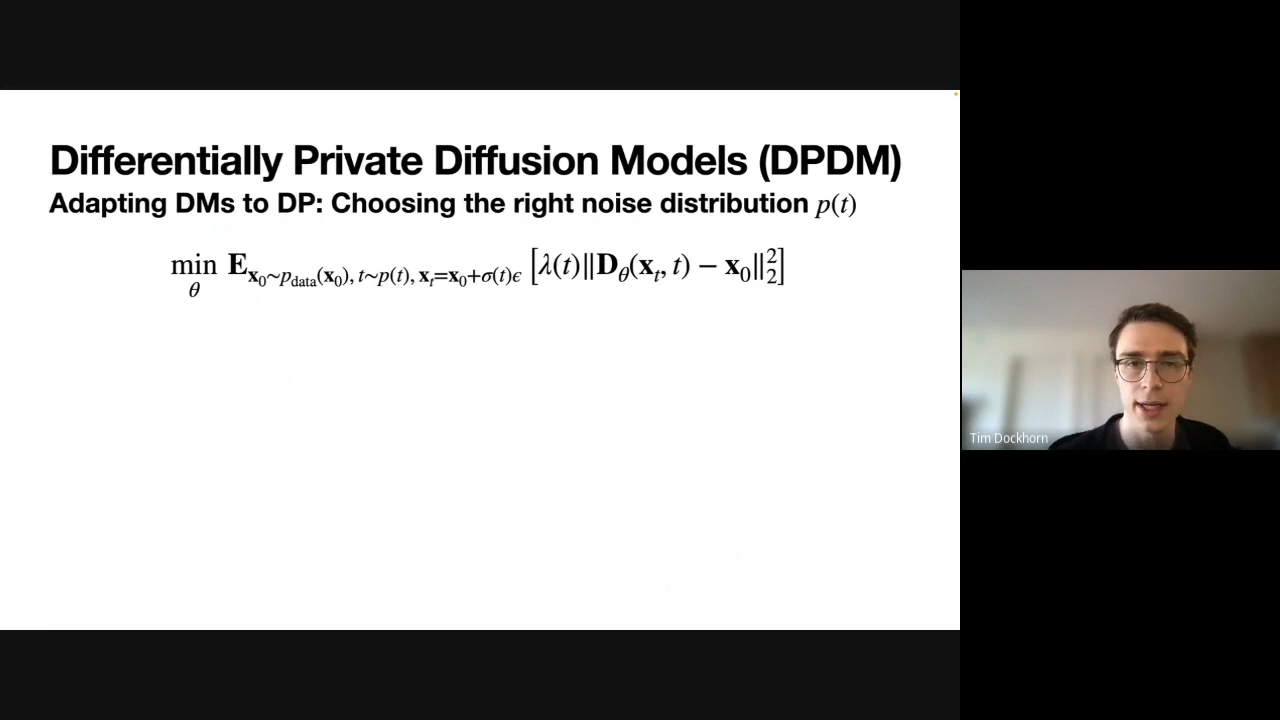 Differentially Private Diffusion Models (DPDM)
Adapting DMs to DP: Choosing the right noise distribution p(t)
min_θ E_{x₀∼p_data(x₀), t∼p(t), x_t=x₀+σ(t)ϵ} [λ(t)‖D_θ(x_t, t) − x₀‖₂²]
Tim Dockhorn